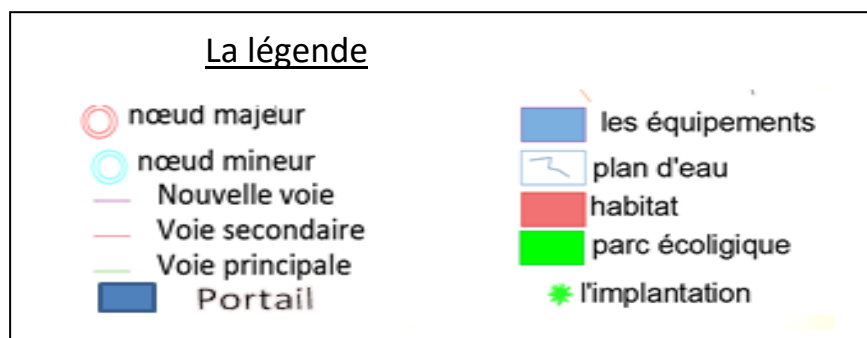 La légende
nœud majeur
nœud mineur
Nouvelle voie
Voie secondaire
Voie principale
Portail
les équipements
plan d'eau
habitat
parc écoligique
l'implantation